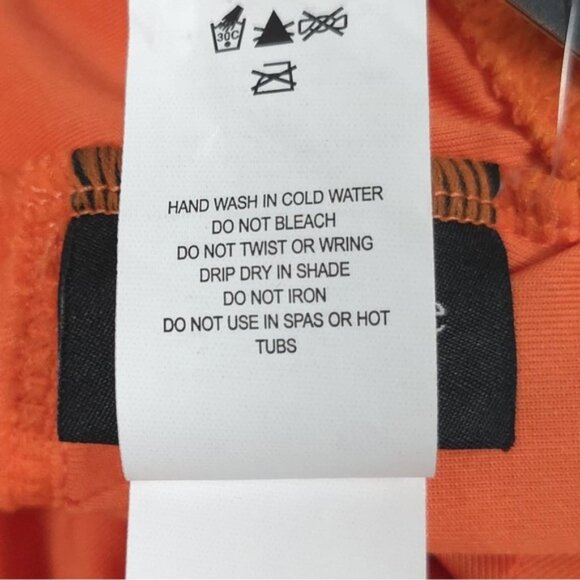 30C
HAND WASH IN COLD WATER
DO NOT BLEACH
DO NOT TWIST OR WRING
DRIP DRY IN SHADE
DO NOT IRON
DO NOT USE IN SPAS OR HOT
TUBS